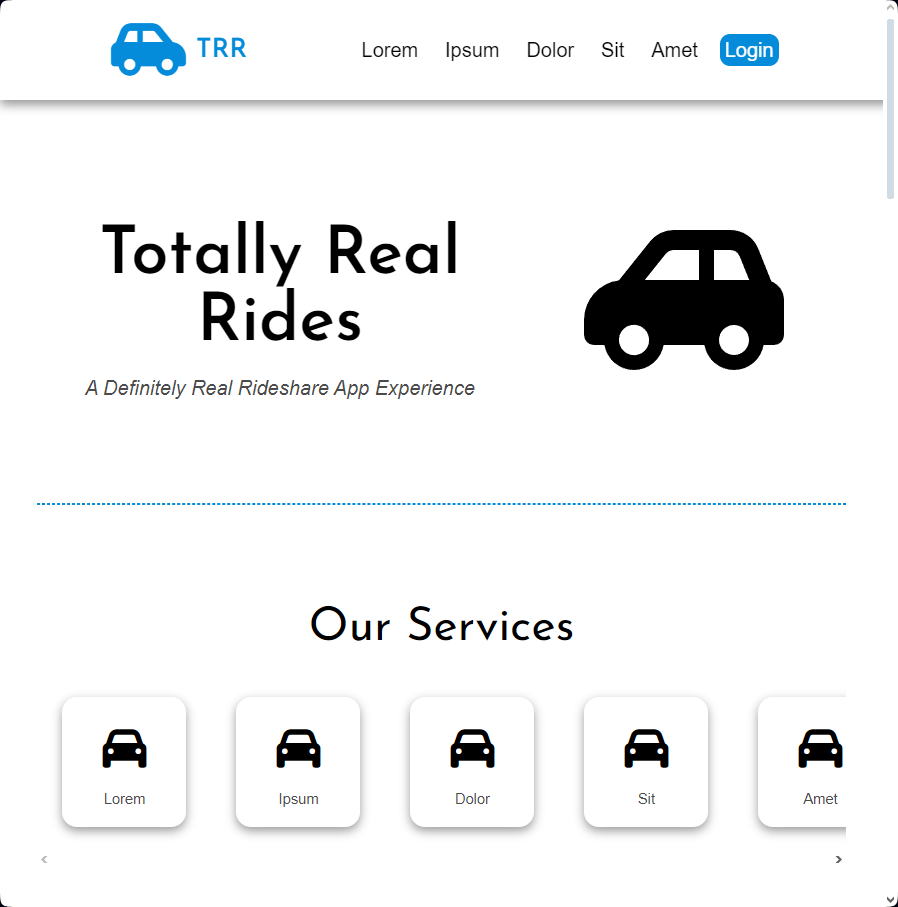 TRR
Lorem Ipsum Dolor Sit Amet Login
Totally Real
Rides
A Definitely Real Rideshare App Experience
Our Services
Lorem Ipsum Dolor Sit Amet